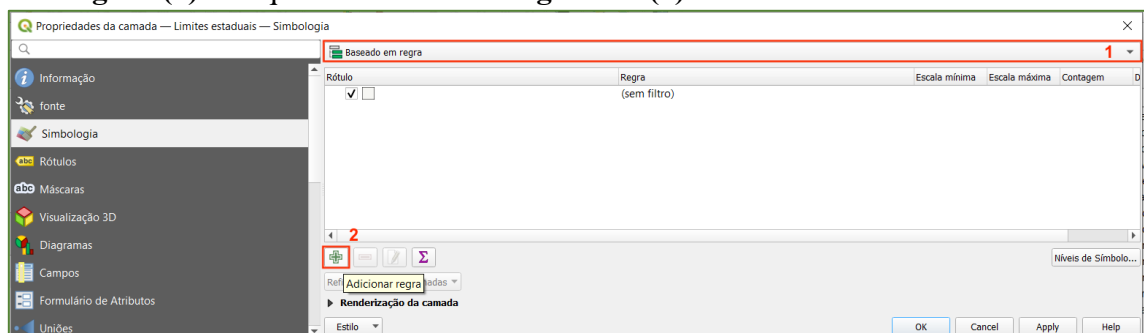 Propriedades da camada — Limites estaduais — Simbologia
Baseado em regra 1
Informação
fonte
Simbologia
Rótulos
Máscaras
Visualização 3D
Diagramas
Campos
Formulário de Atributos
Uniões
Rótulo Regra Escala mínima Escala máxima Contagem D
(sem filtro)
2
Σ
Níveis de Símbolo...
Adicionar regra
Renderização da camada
Estilo OK Cancel Apply Help